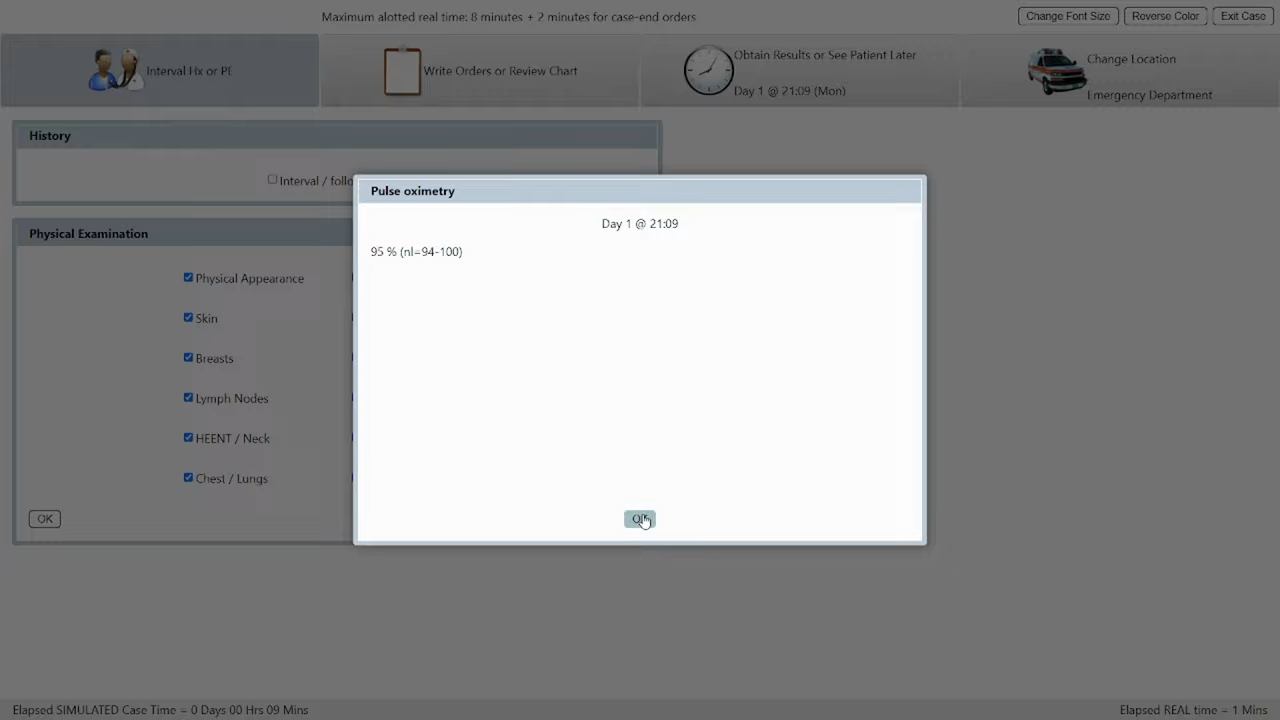 Maximum alotted real time: 8 minutes + 2 minutes for case-end orders
Change Font Size
Reverse Color
Exit Case
Interval Hx or PE
Write Orders or Review Chart
Obtain Results or See Patient Later
Day 1 @ 21:09 (Mon)
Change Location
Emergency Department
History
Interval / follo
Pulse oximetry
Day 1 @ 21:09
95 % (nl=94-100)
Physical Examination
Physical Appearance
Skin
Breasts
Lymph Nodes
HEENT / Neck
Chest / Lungs
OK
Elapsed SIMULATED Case Time = 0 Days 00 Hrs 09 Mins
Elapsed REAL time = 1 Mins